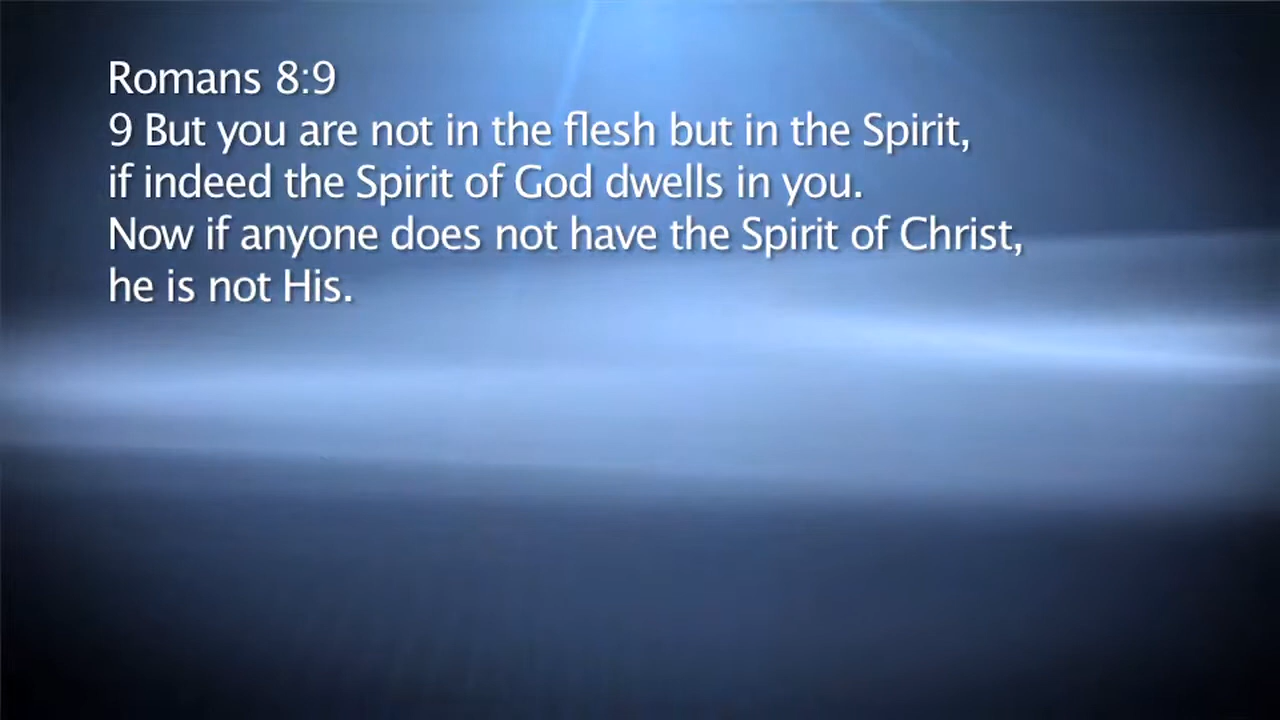 Romans 8:9
9 But you are not in the flesh but in the Spirit,
if indeed the Spirit of God dwells in you.
Now if anyone does not have the Spirit of Christ,
he is not His.